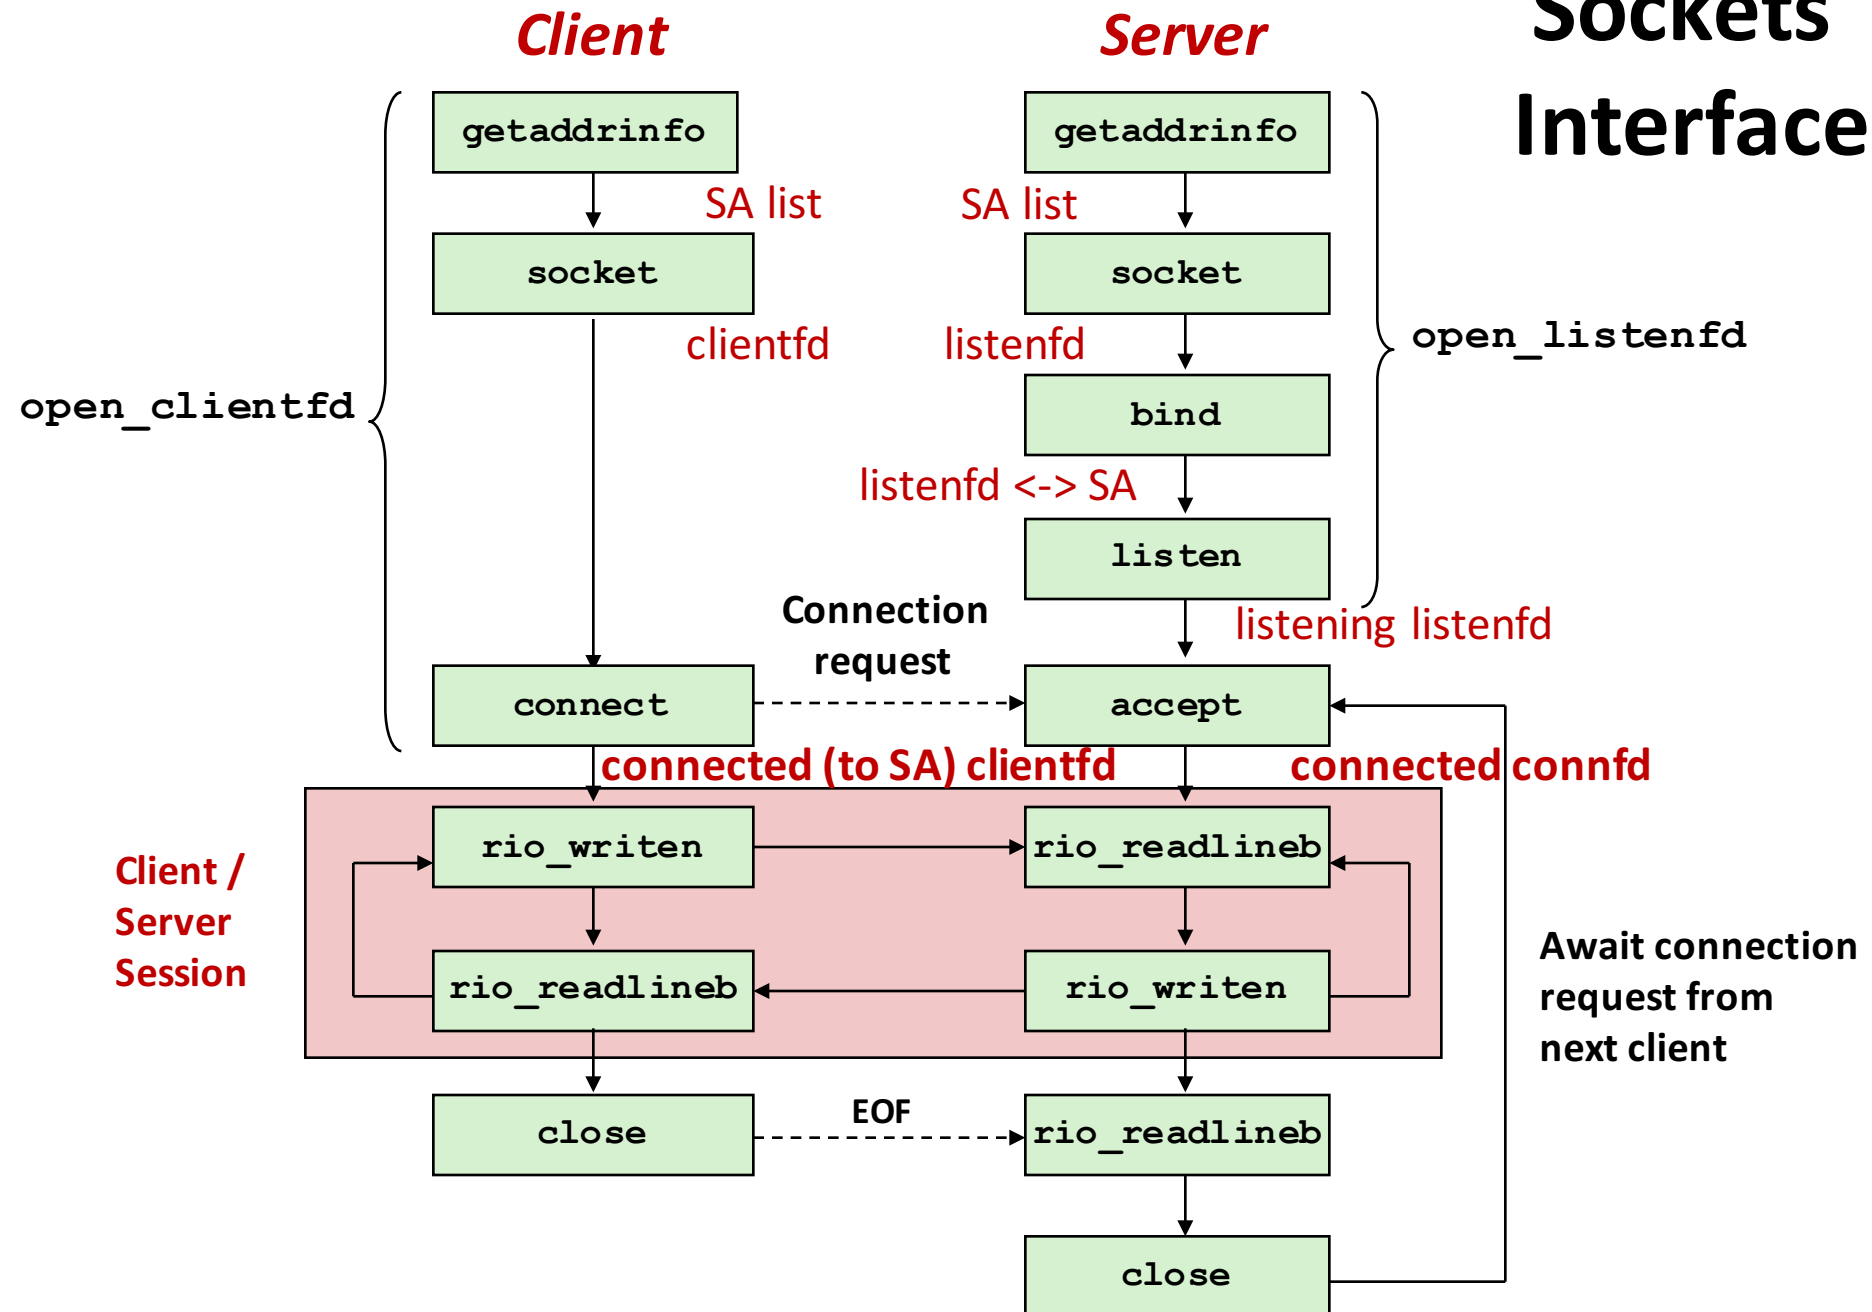 Sockets
Interface
Client
Server
getaddrinfo
getaddrinfo
SA list
SA list
socket
socket
clientfd
listenfd
open_listenfd
open_clientfd
bind
listenfd <-> SA
listen
Connection
request
listening listenfd
connect
accept
connected (to SA) clientfd
connected connfd
Client /
Server
Session
rio_writen
rio_readlineb
rio_readlineb
rio_writen
Await connection
request from
next client
close
EOF
rio_readlineb
close